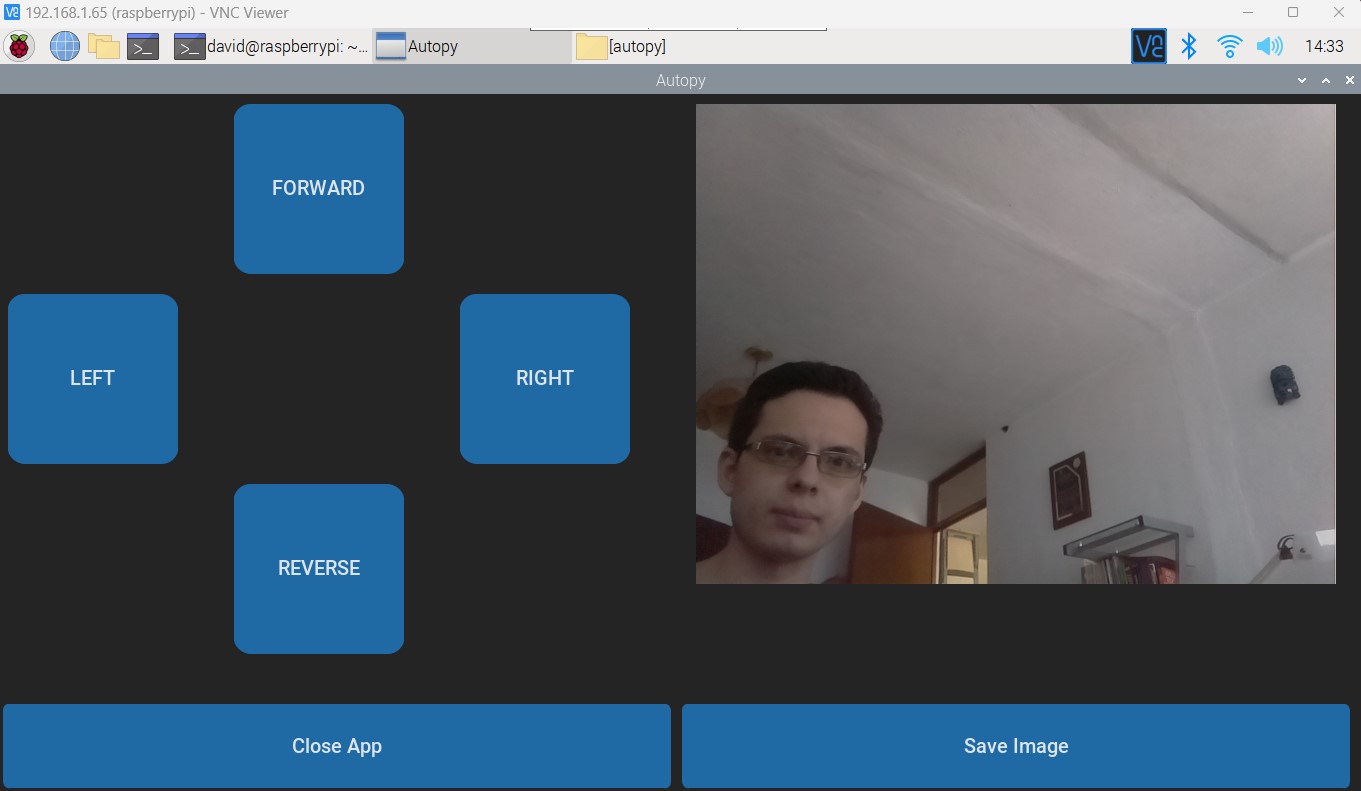 192.168.1.65 (raspberrypi) - VNC Viewer
david@raspberrypi: ~... Autopy [autopy] 14:33
Autopy
FORWARD
LEFT
RIGHT
REVERSE
Close App
Save Image